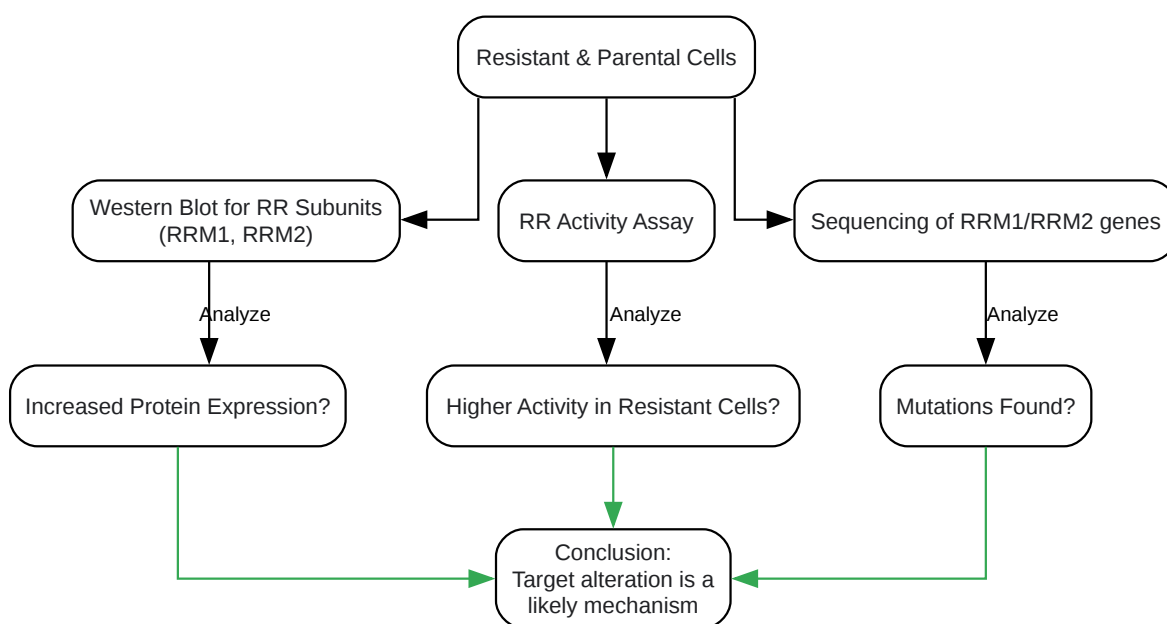 Resistant & Parental Cells
Western Blot for RR Subunits
(RRM1, RRM2)
RR Activity Assay
Sequencing of RRM1/RRM2 genes
Analyze
Analyze
Analyze
Increased Protein Expression?
Higher Activity in Resistant Cells?
Mutations Found?
Conclusion:
Target alteration is a
likely mechanism